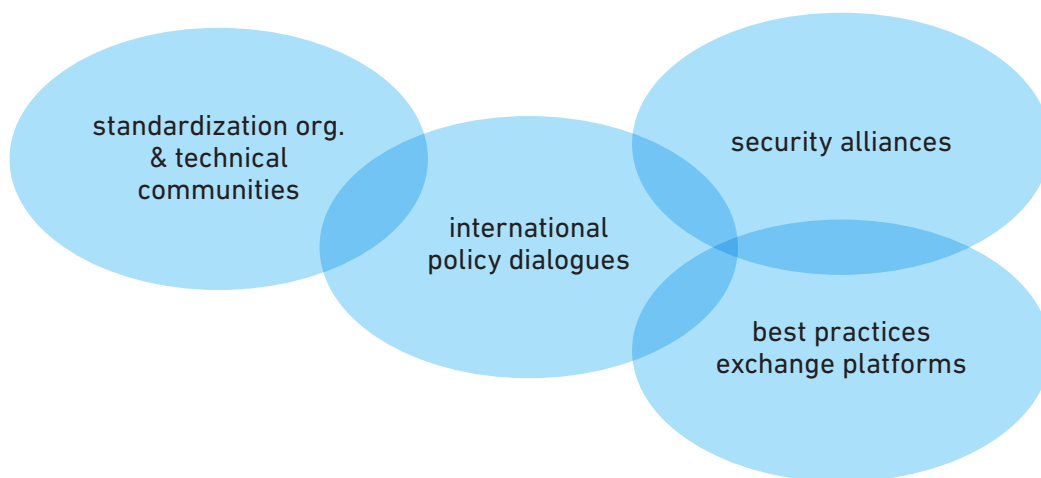 standardization org.
& technical
communities
international
policy dialogues
security alliances
best practices
exchange platforms